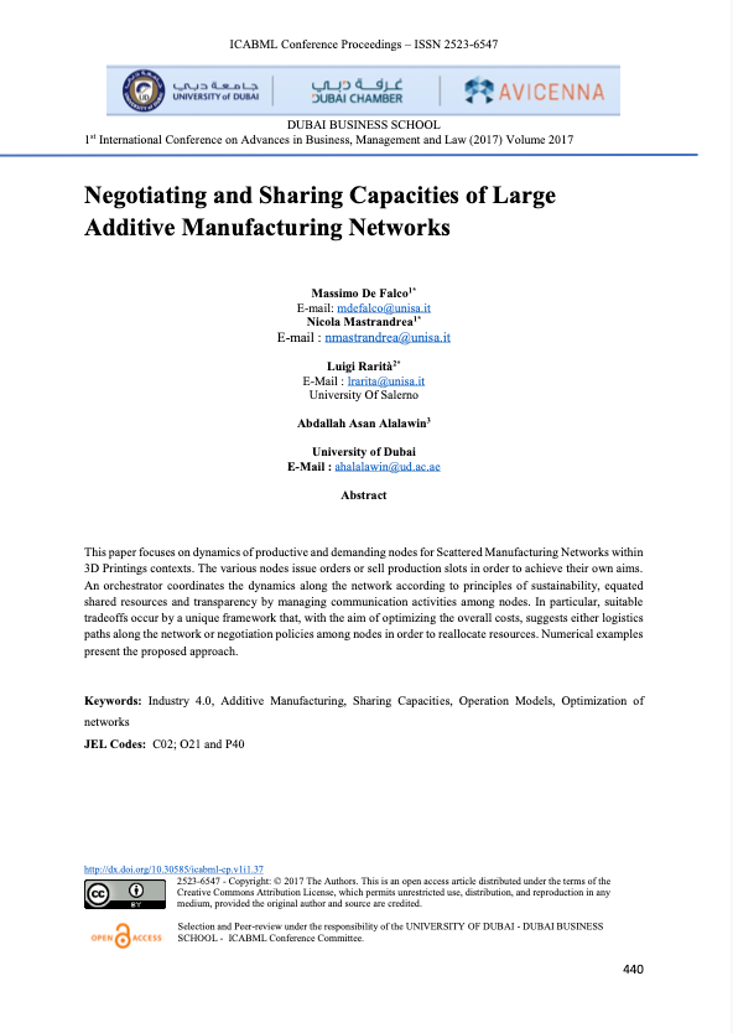 ICABML Conference Proceedings – ISSN 2523-6547
جامعة دبي
UNIVERSITY of DUBAI
غرفة دبي
DUBAI CHAMBER
AVICENNA
DUBAI BUSINESS SCHOOL
1st International Conference on Advances in Business, Management and Law (2017) Volume 2017
Negotiating and Sharing Capacities of Large
Additive Manufacturing Networks
Massimo De Falco1*
E-mail: mdefalco@unisa.it
Nicola Mastrandrea1*
E-mail : nmastrandrea@unisa.it
Luigi Rarità2*
E-Mail : lrarita@unisa.it
University Of Salerno
Abdallah Asan Alalawin3
University of Dubai
E-Mail : ahalalawin@ud.ac.ae
Abstract
This paper focuses on dynamics of productive and demanding nodes for Scattered Manufacturing Networks within
3D Printings contexts. The various nodes issue orders or sell production slots in order to achieve their own aims.
An orchestrator coordinates the dynamics along the network according to principles of sustainability, equated
shared resources and transparency by managing communication activities among nodes. In particular, suitable
tradeoffs occur by a unique framework that, with the aim of optimizing the overall costs, suggests either logistics
paths along the network or negotiation policies among nodes in order to reallocate resources. Numerical examples
present the proposed approach.
Keywords: Industry 4.0, Additive Manufacturing, Sharing Capacities, Operation Models, Optimization of
networks
JEL Codes: C02; O21 and P40
http://dx.doi.org/10.30585/icabml-cp.v1i1.37
2523-6547 - Copyright: © 2017 The Authors. This is an open access article distributed under the terms of the
Creative Commons Attribution License, which permits unrestricted use, distribution, and reproduction in any
medium, provided the original author and source are credited.
cc BY
OPEN ACCESS
Selection and Peer-review under the responsibility of the UNIVERSITY OF DUBAI - DUBAI BUSINESS
SCHOOL - ICABML Conference Committee.
440